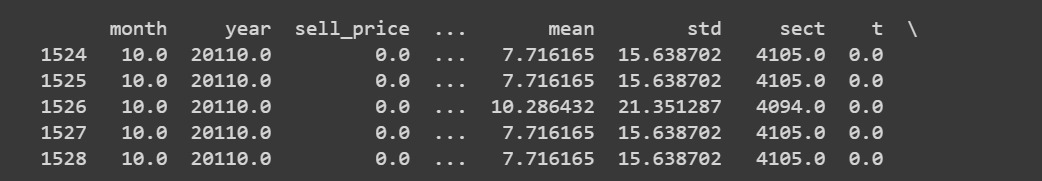 month year sell_price ... mean std sect t \
1524 10.0 20110.0 0.0 ... 7.716165 15.638702 4105.0 0.0
1525 10.0 20110.0 0.0 ... 7.716165 15.638702 4105.0 0.0
1526 10.0 20110.0 0.0 ... 10.286432 21.351287 4094.0 0.0
1527 10.0 20110.0 0.0 ... 7.716165 15.638702 4105.0 0.0
1528 10.0 20110.0 0.0 ... 7.716165 15.638702 4105.0 0.0